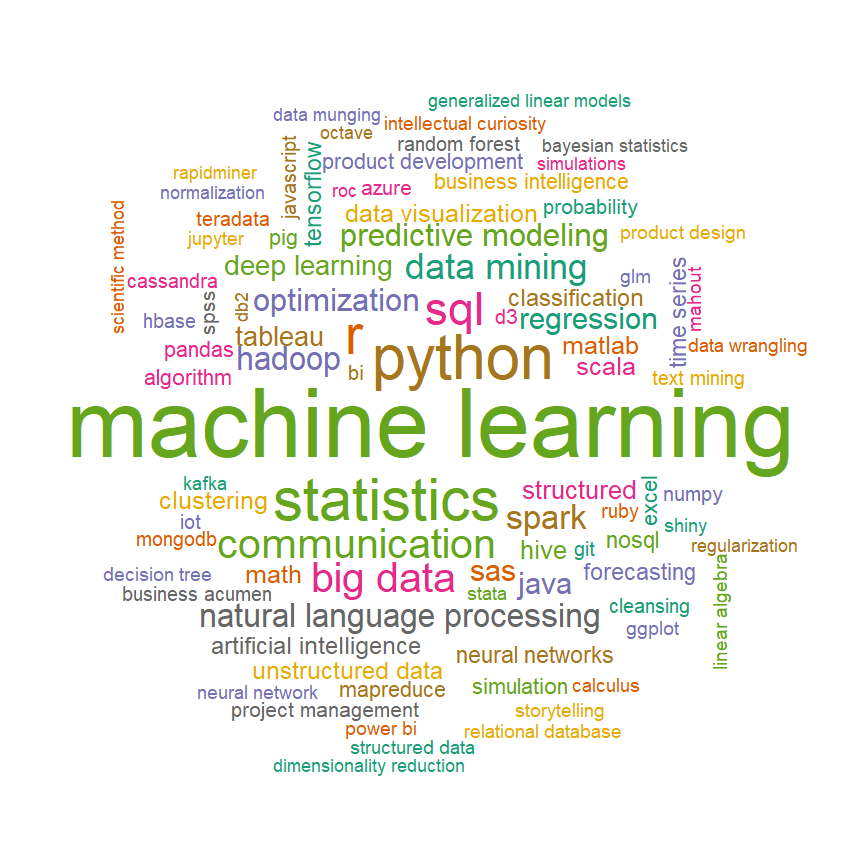 generalized linear models
data munging
intellectual curiosity
octave
random forest
bayesian statistics
javascript
tensorflow
product development
simulations
rapidminer
normalization
roc
azure
business intelligence
scientific method
teradata
data visualization
probability
jupyter
pig
predictive modeling
product design
deep learning
data mining
cassandra
glm
time series
mahout
spss
db2
optimization
sql
classification
hbase
r
d3
regression
tableau
python
matlab
data wrangling
pandas
hadoop
bi
scala
algorithm
text mining
machine learning
kafka
clustering
statistics
structured
excel
numpy
iot
spark
ruby
shiny
mongodb
communication
hive
git
nosql
regularization
decision tree
math
big data
sas
java
forecasting
linear algebra
business acumen
stata
natural language processing
cleansing
ggplot
artificial intelligence
neural networks
unstructured data
neural network
mapreduce
simulation
calculus
project management
storytelling
power bi
relational database
structured data
dimensionality reduction